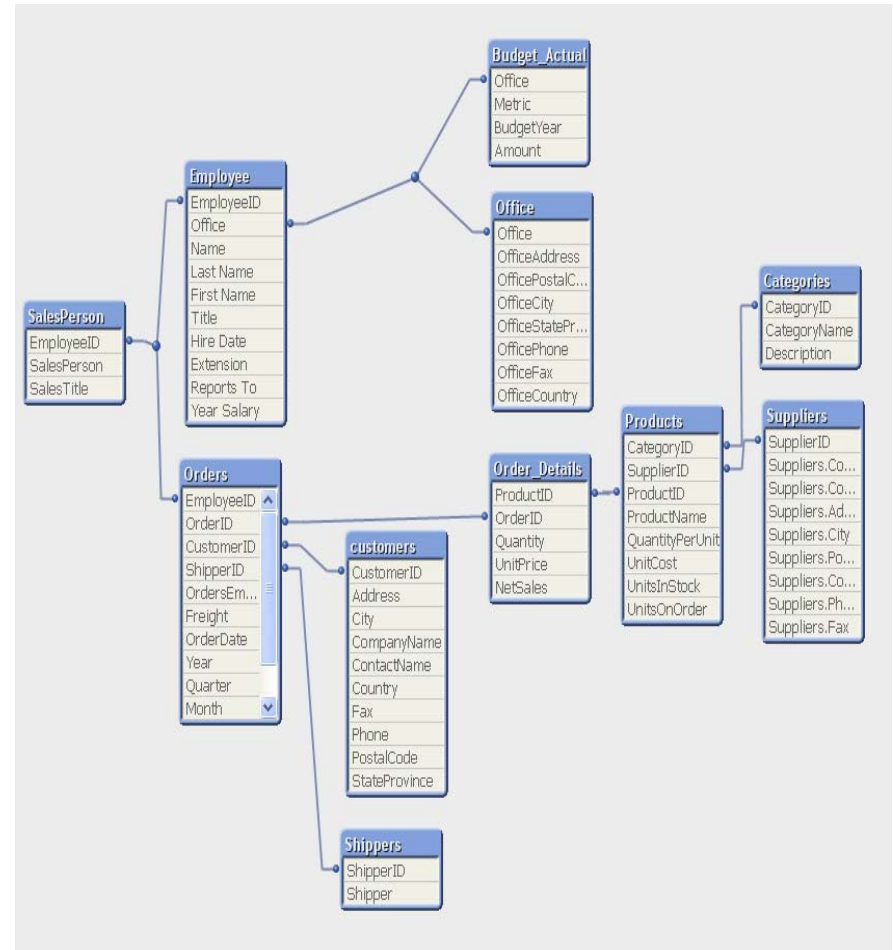 Budget_Actual
Office
Metric
BudgetYear
Amount
Employee
EmployeeID
Office
Name
Last Name
First Name
Title
Hire Date
Extension
Reports To
Year Salary
Office
Office
OfficeAddress
OfficePostalC...
OfficeCity
OfficeStatePr...
OfficePhone
OfficeFax
OfficeCountry
SalesPerson
EmployeeID
SalesPerson
SalesTitle
Categories
CategoryID
CategoryName
Description
Products
CategoryID
SupplierID
ProductID
ProductName
QuantityPerUnit
UnitCost
UnitsInStock
UnitsOnOrder
Suppliers
SupplierID
Suppliers.Co...
Suppliers.Co...
Suppliers.Ad...
Suppliers.City
Suppliers.Po...
Suppliers.Co...
Suppliers.Ph...
Suppliers.Fax
Orders
EmployeeID
OrderID
CustomerID
ShipperID
OrdersEm...
Freight
OrderDate
Year
Quarter
Month
Order_Details
ProductID
OrderID
Quantity
UnitPrice
NetSales
customers
CustomerID
Address
City
CompanyName
ContactName
Country
Fax
Phone
PostalCode
StateProvince
Shippers
ShipperID
Shipper